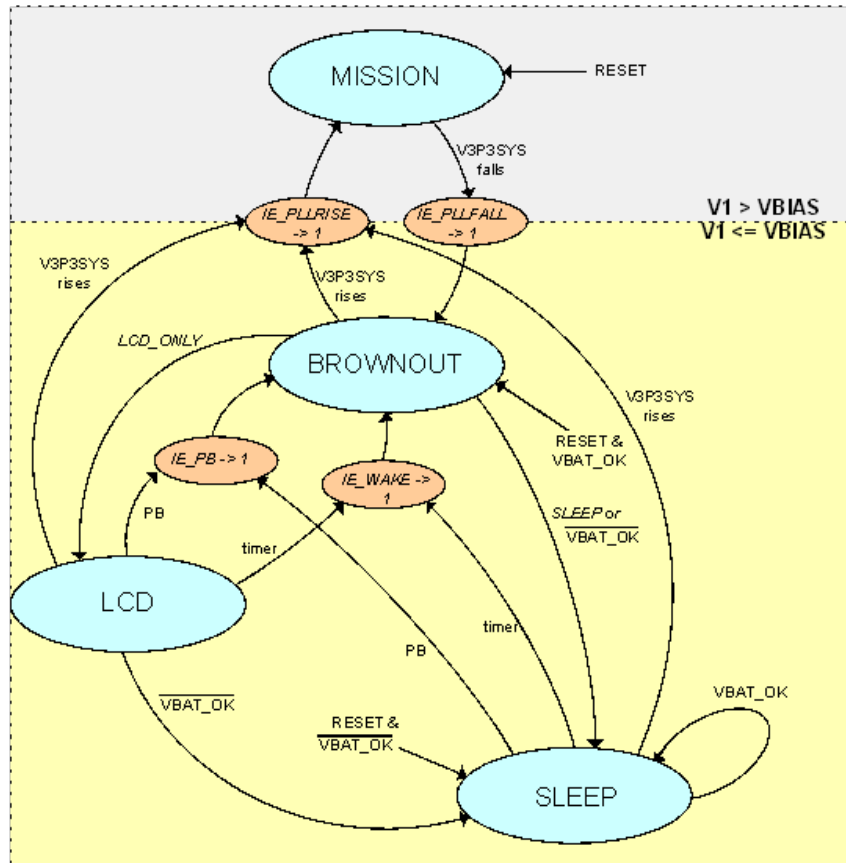 MISSION
RESET
V3P3SYS
falls
IE_PLLRISE
-> 1
IE_PLLFALL
-> 1
V1 > VBIAS
V1 <= VBIAS
V3P3SYS
rises
V3P3SYS
rises
LCD_ONLY
BROWNOUT
V3P3SYS
rises
RESET &
VBAT_OK
IE_PB -> 1
IE_WAKE ->
1
PB
timer
SLEEP or
VBAT_OK
LCD
timer
PB
VBAT_OK
VBAT_OK
RESET &
VBAT_OK
SLEEP